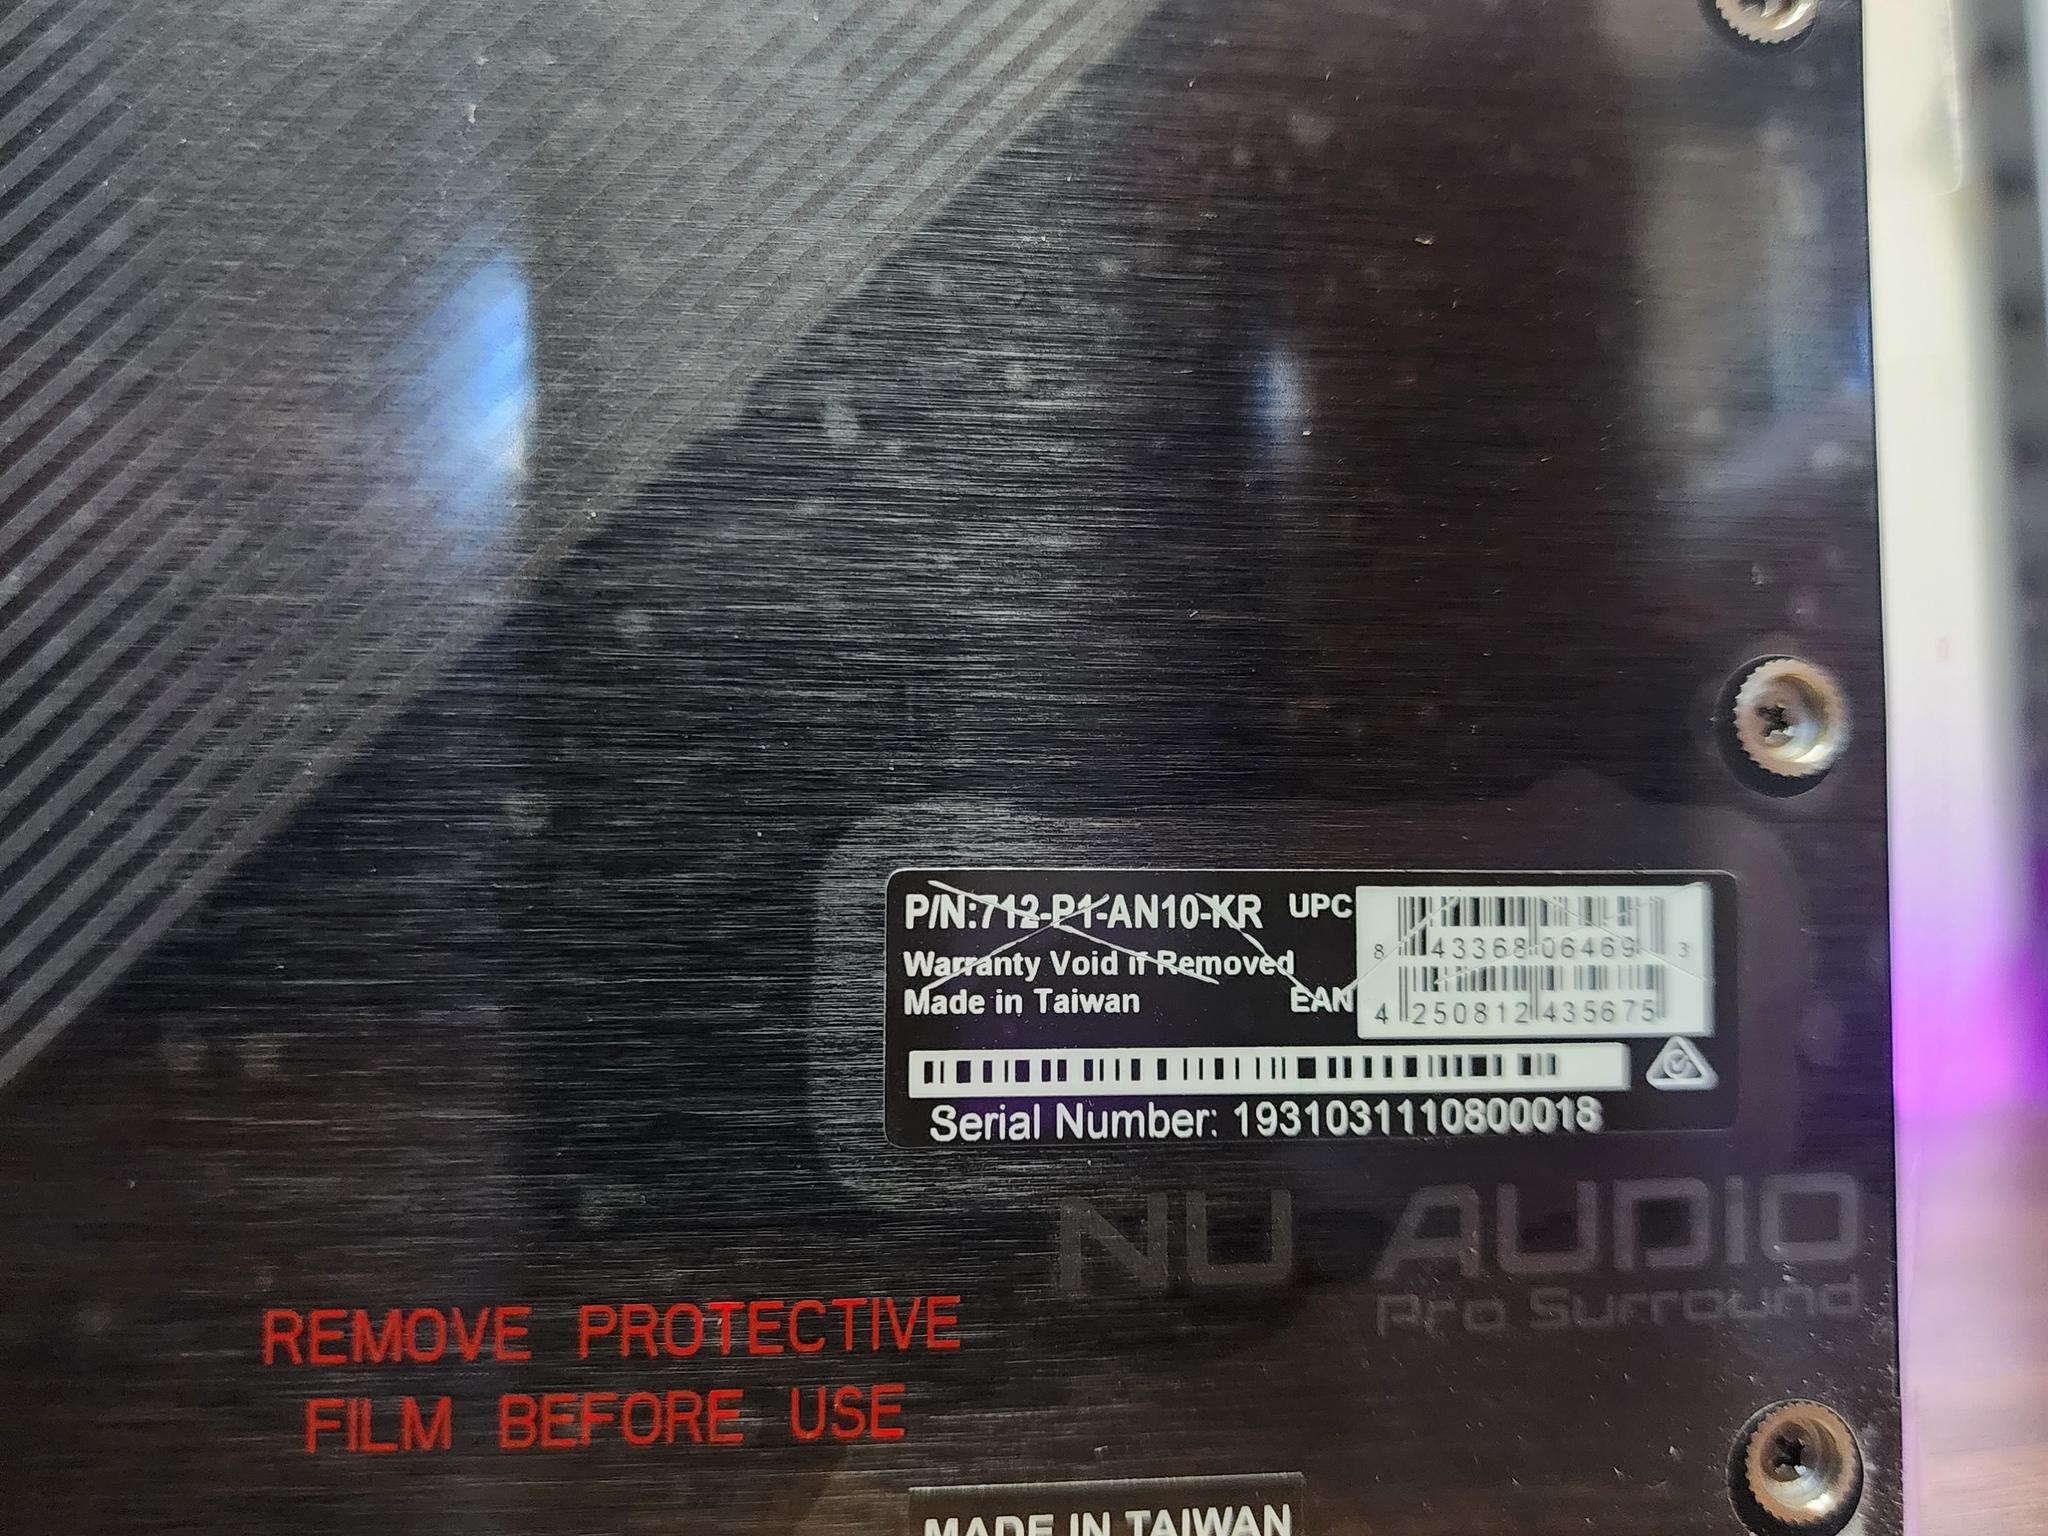 P/N:712-P1-AN10-KR UPC
8 43368 06469 3
Warranty Void if Removed
Made in Taiwan EAN
4 250812 435675
Serial Number: 1931031110800018
NU AUDIO
Pro Surround
REMOVE PROTECTIVE
FILM BEFORE USE
MADE IN TAIWAN